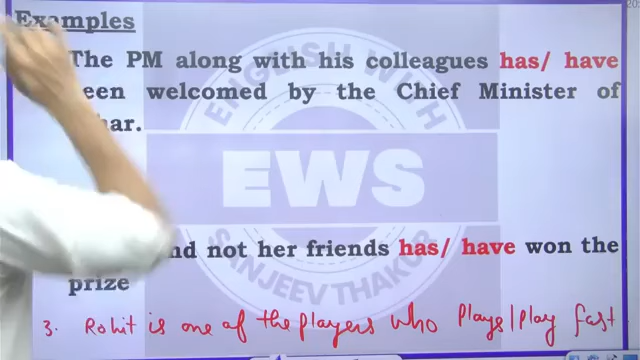 Examples
The PM along with his colleagues has/ have
een welcomed by the Chief Minister of
har.
ENGLISH WITH
EWS
nd not her friends has/ have won the
SANJEEV THAKUR
prize
3. Rohit is one of the players who plays/play fast